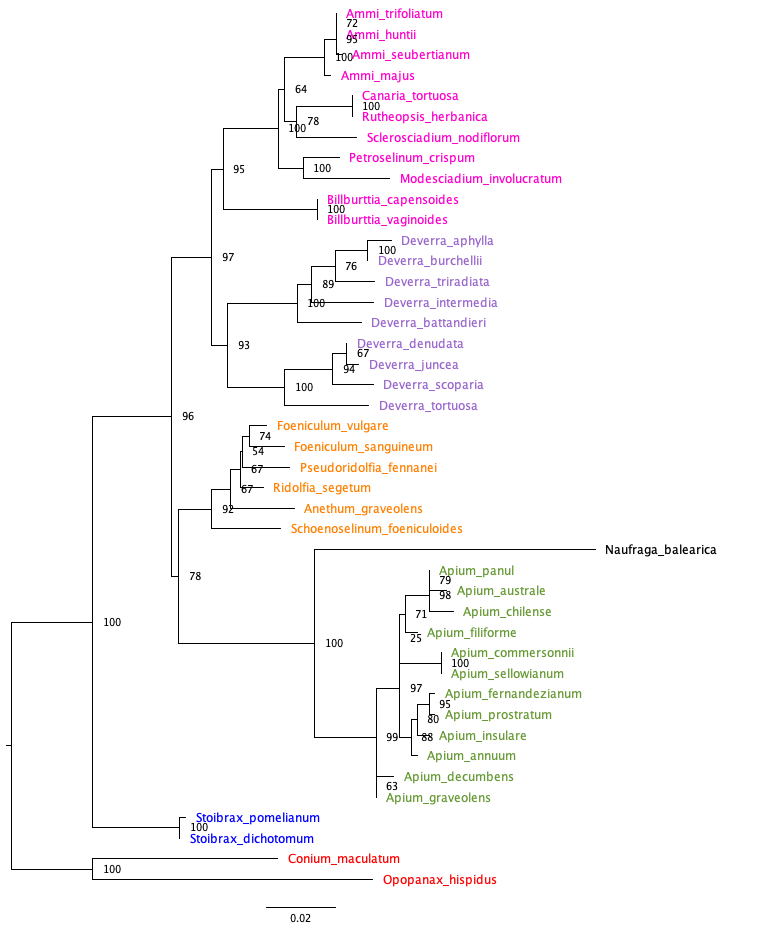 Ammi_trifoliatum
72
Ammi_huntii
95
Ammi_seubertianum
100
Ammi_majus
64
Canaria_tortuosa
100
Rutheopsis_herbanica
78
100
Sclerosciadium_nodiflorum
Petroselinum_crispum
100
95
Modesciadium_involucratum
Billburttia_capensoides
100
Billburttia_vaginoides
Deverra_aphylla
100
97
Deverra_burchellii
76
Deverra_triradiata
89
Deverra_intermedia
100
Deverra_battandieri
Deverra_denudata
93
67
Deverra_juncea
94
Deverra_scoparia
100
Deverra_tortuosa
96
Foeniculum_vulgare
74
Foeniculum_sanguineum
54
Pseudoridolfia_fennanei
67
Ridolfia_segetum
67
Anethum_graveolens
92
Schoenoselinum_foeniculoides
Naufraga_balearica
Apium_panul
78
79
Apium_australe
98
Apium_chilense
71
100
Apium_filiforme
25
Apium_commersonnii
100
100
Apium_sellowianum
97
Apium_fernandezianum
95
Apium_prostratum
80
Apium_insulare
99
88
Apium_annuum
Apium_decumbens
63
Apium_graveolens
Stoibrax_pomelianum
100
Stoibrax_dichotomum
Conium_maculatum
100
Opopanax_hispidus
0.02